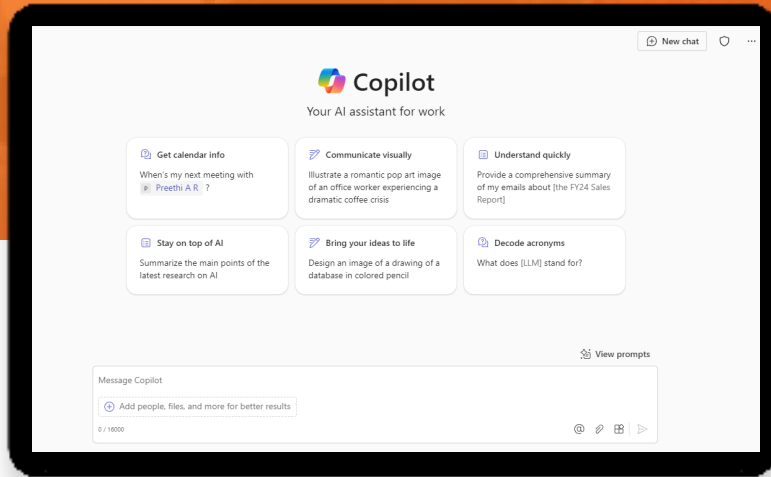 New chat
Copilot
Your AI assistant for work
Get calendar info
When's my next meeting with
P Preethi A R ?
Communicate visually
Illustrate a romantic pop art image
of an office worker experiencing a
dramatic coffee crisis
Understand quickly
Provide a comprehensive summary
of my emails about [the FY24 Sales
Report]
Stay on top of AI
Summarize the main points of the
latest research on AI
Bring your ideas to life
Design an image of a drawing of a
database in colored pencil
Decode acronyms
What does [LLM] stand for?
View prompts
Message Copilot
Add people, files, and more for better results
0 / 16000